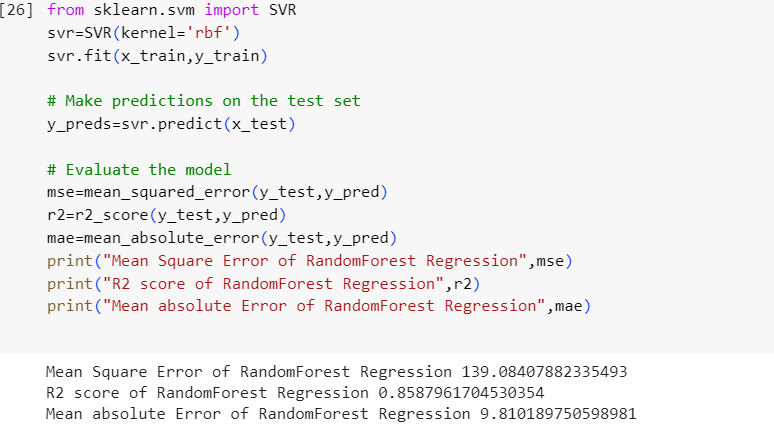 [26] from sklearn.svm import SVR
svr=SVR(kernel='rbf')
svr.fit(x_train,y_train)
# Make predictions on the test set
y_preds=svr.predict(x_test)
# Evaluate the model
mse=mean_squared_error(y_test,y_pred)
r2=r2_score(y_test,y_pred)
mae=mean_absolute_error(y_test,y_pred)
print("Mean Square Error of RandomForest Regression",mse)
print("R2 score of RandomForest Regression",r2)
print("Mean absolute Error of RandomForest Regression",mae)
Mean Square Error of RandomForest Regression 139.08407882335493
R2 score of RandomForest Regression 0.8587961704530354
Mean absolute Error of RandomForest Regression 9.810189750598981